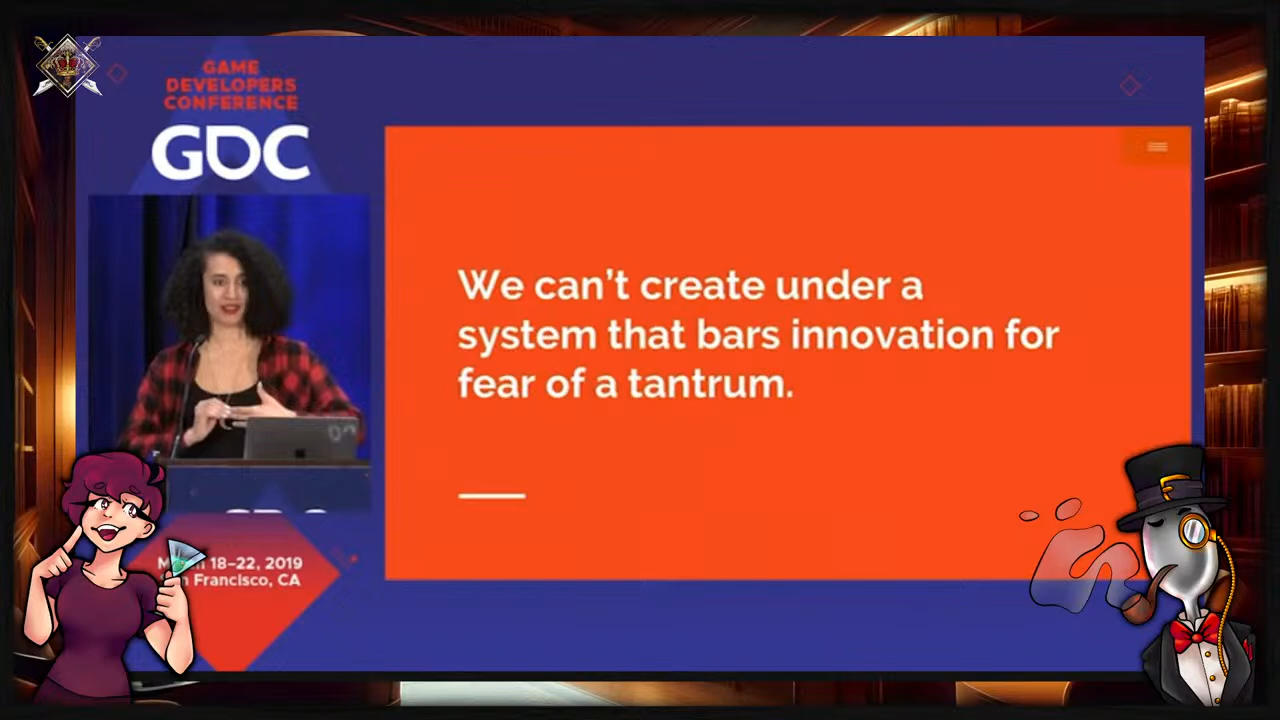 GAME
DEVELOPERS
CONFERENCE
GDC
We can't create under a
system that bars innovation for
fear of a tantrum.
18–22, 2019
Francisco, CA